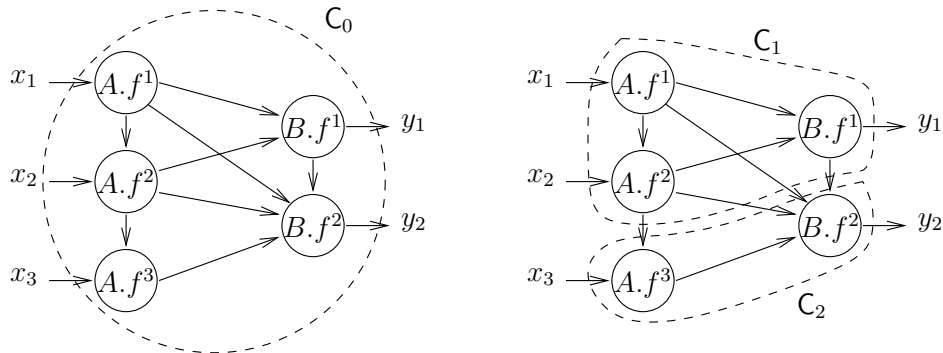 C₀
x₁ A.f¹
B.f¹ y₁
x₂ A.f²
B.f² y₂
x₃ A.f³
C₁
x₁ A.f¹
B.f¹ y₁
x₂ A.f²
B.f² y₂
x₃ A.f³
C₂